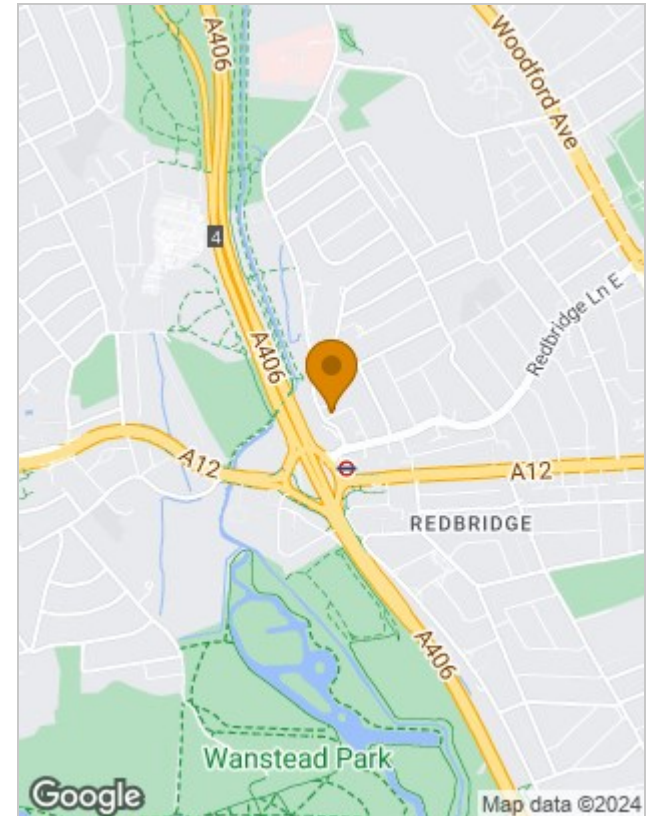 A406
Woodford Ave
4
Redbridge Ln E
A406
A12
A12
REDBRIDGE
A406
Wanstead Park
Google
Map data ©2024